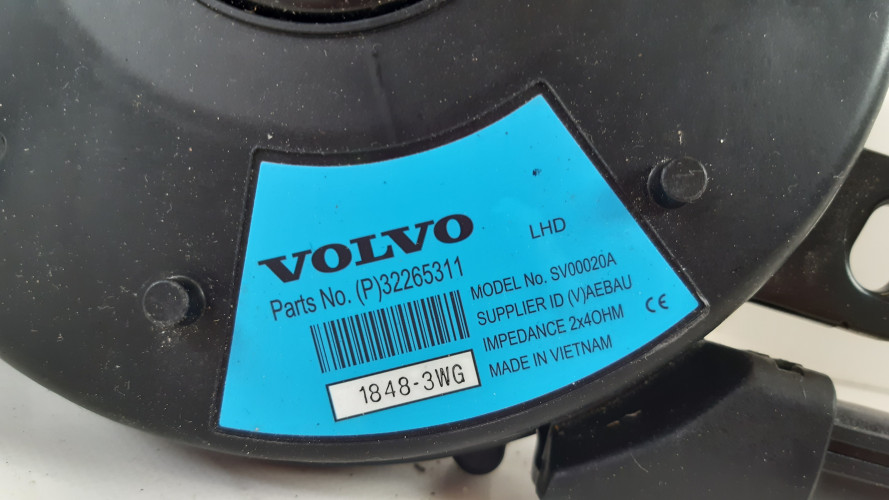 VOLVO
LHD
Parts No. (P)32265311
MODEL No. SV00020A
SUPPLIER ID (V)AEBAU
IMPEDANCE 2x4OHM
CE
MADE IN VIETNAM
1848-3WG